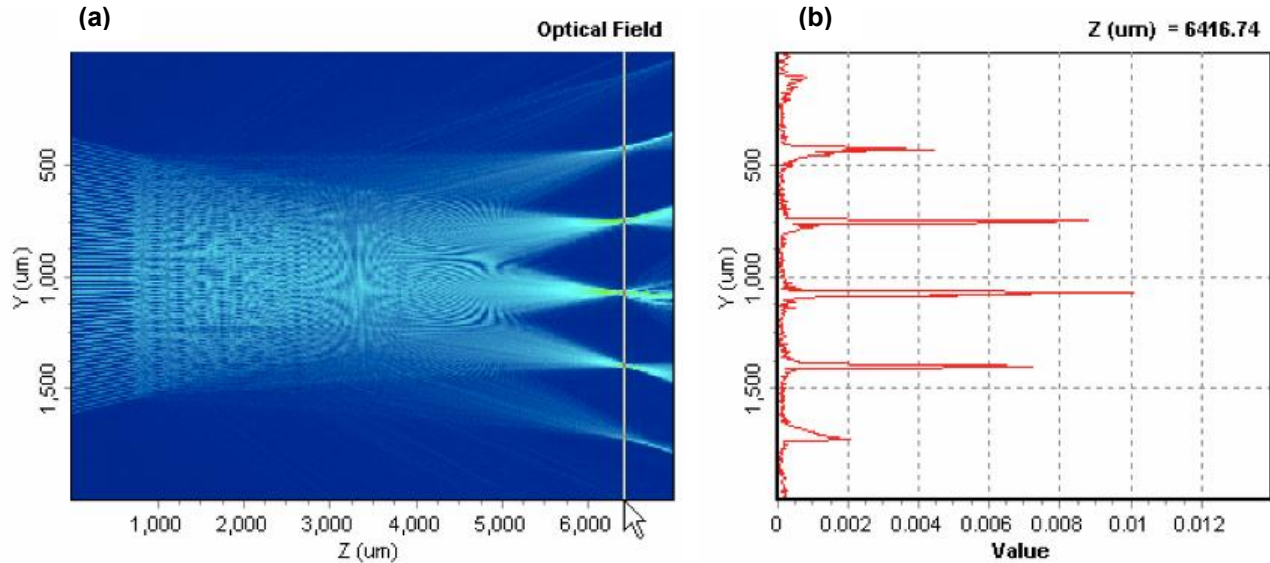 (a)
Optical Field
Y (um)
500
1,000
1,500
1,000
2,000
3,000
4,000
5,000
6,000
Z (um)
(b)
Z (um) = 6416.74
Y (um)
500
1,000
1,500
0
0.002
0.004
0.006
0.008
0.01
0.012
Value